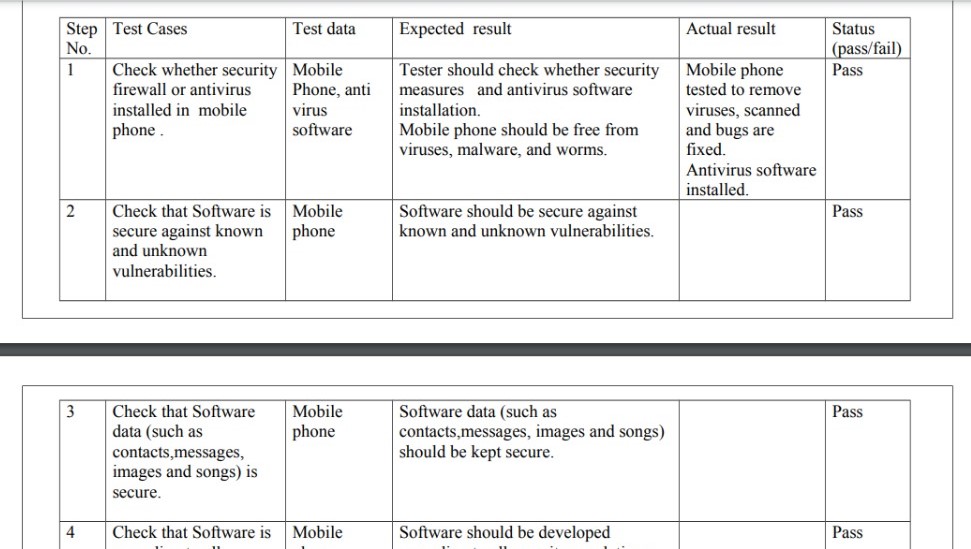 Step No.
Test Cases
Test data
Expected result
Actual result
Status (pass/fail)
1
Check whether security
firewall or antivirus
installed in mobile
phone .
Mobile
Phone, anti
virus
software
Tester should check whether security
measures and antivirus software
installation.
Mobile phone should be free from
viruses, malware, and worms.
Mobile phone
tested to remove
viruses, scanned
and bugs are
fixed.
Antivirus software
installed.
Pass
2
Check that Software is
secure against known
and unknown
vulnerabilities.
Mobile
phone
Software should be secure against
known and unknown vulnerabilities.
Pass
3
Check that Software
data (such as
contacts,messages,
images and songs) is
secure.
Mobile
phone
Software data (such as
contacts,messages, images and songs)
should be kept secure.
Pass
4
Check that Software is
Mobile
Software should be developed
Pass